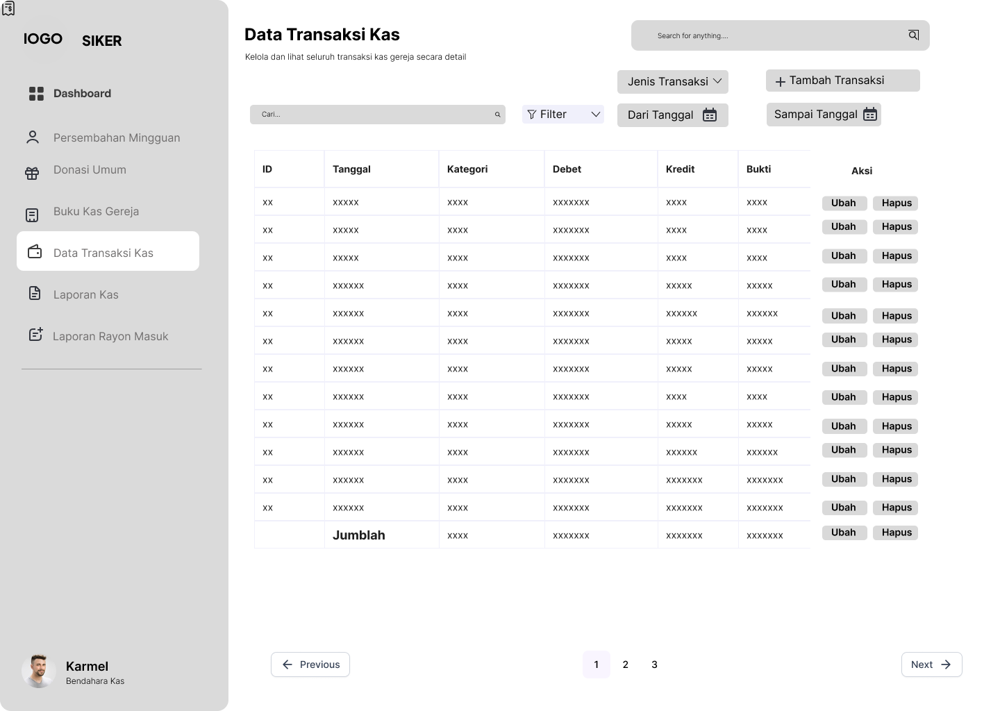 IOGO SIKER
Dashboard
Persembahan Mingguan
Donasi Umum
Buku Kas Gereja
Data Transaksi Kas
Laporan Kas
Laporan Rayon Masuk
Karmel
Bendahara Kas
Data Transaksi Kas
Kelola dan lihat seluruh transaksi kas gereja secara detail
Search for anything....
Jenis Transaksi
Tambah Transaksi
Cari...
Filter
Dari Tanggal
Sampai Tanggal
ID Tanggal Kategori Debet Kredit Bukti Aksi
xx xxxxx xxxx xxxxxxx xxxx xxxx Ubah Hapus
xx xxxxx xxxx xxxxxxx xxxx xxxx Ubah Hapus
xx xxxxx xxxx xxxxxxx xxxx xxxx Ubah Hapus
xx xxxxxx xxxx xxxxxxx xxxxx xxxxx Ubah Hapus
xx xxxxxx xxxx xxxxxxx xxxxxx xxxxxx Ubah Hapus
xx xxxxxx xxxx xxxxxxx xxxxx xxxxx Ubah Hapus
xx xxxxxx xxxx xxxxxxx xxxxx xxxxx Ubah Hapus
xx xxxxxx xxxx xxxxxxx xxxx xxxx Ubah Hapus
xx xxxxxx xxxx xxxxxxx xxxxx xxxxx Ubah Hapus
xx xxxxxx xxxx xxxxxxx xxxxxx xxxxxx Ubah Hapus
xx xxxxxx xxxx xxxxxxx xxxxxxx xxxxxxx Ubah Hapus
xx xxxxxx xxxx xxxxxxx xxxxxxx xxxxxxx Ubah Hapus
Jumblah xxxx xxxxxxx xxxxxxx xxxxxxx Ubah Hapus
Previous 1 2 3 Next